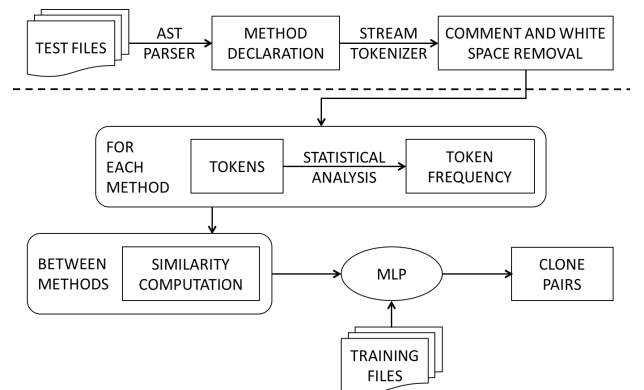 TEST FILES
AST
PARSER
METHOD
DECLARATION
STREAM
TOKENIZER
COMMENT AND WHITE
SPACE REMOVAL
FOR
EACH
METHOD
TOKENS
STATISTICAL
ANALYSIS
TOKEN
FREQUENCY
BETWEEN
METHODS
SIMILARITY
COMPUTATION
MLP
CLONE
PAIRS
TRAINING
FILES